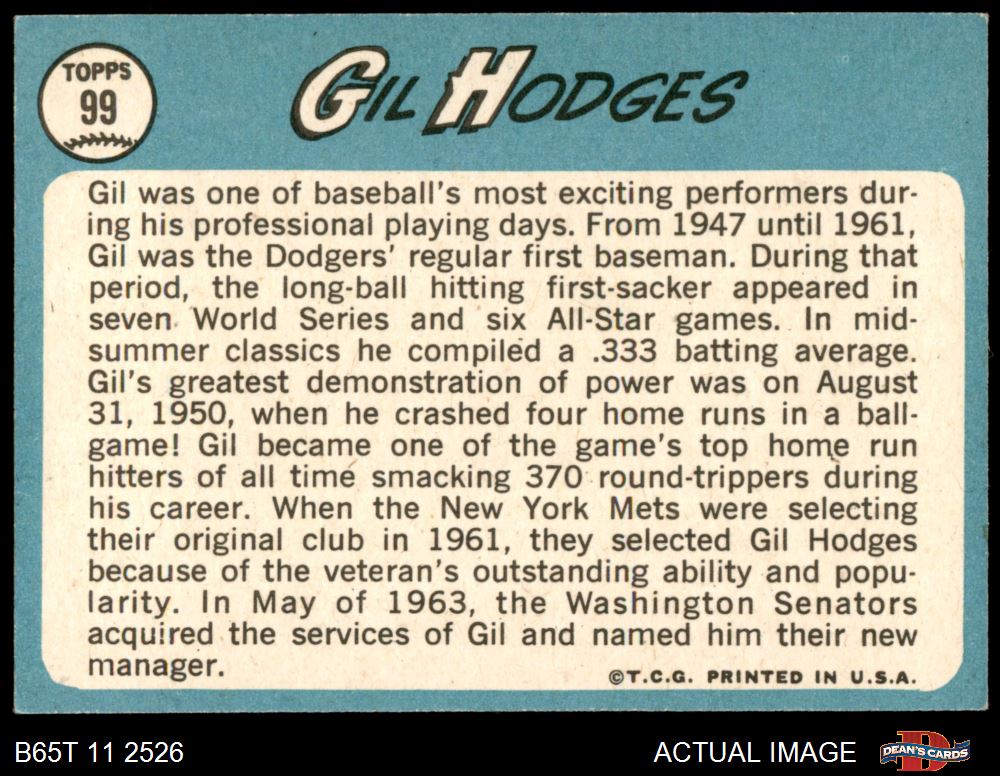 TOPPS
99
GIL HODGES
Gil was one of baseball's most exciting performers dur-
ing his professional playing days. From 1947 until 1961,
Gil was the Dodgers' regular first baseman. During that
period, the long-ball hitting first-sacker appeared in
seven World Series and six All-Star games. In mid-
summer classics he compiled a .333 batting average.
Gil's greatest demonstration of power was on August
31, 1950, when he crashed four home runs in a ball-
game! Gil became one of the game's top home run
hitters of all time smacking 370 round-trippers during
his career. When the New York Mets were selecting
their original club in 1961, they selected Gil Hodges
because of the veteran's outstanding ability and popu-
larity. In May of 1963, the Washington Senators
acquired the services of Gil and named him their new
manager.
©T.C.G. PRINTED IN U.S.A.
B65T 11 2526
ACTUAL IMAGE
D
DEAN'S CARDS